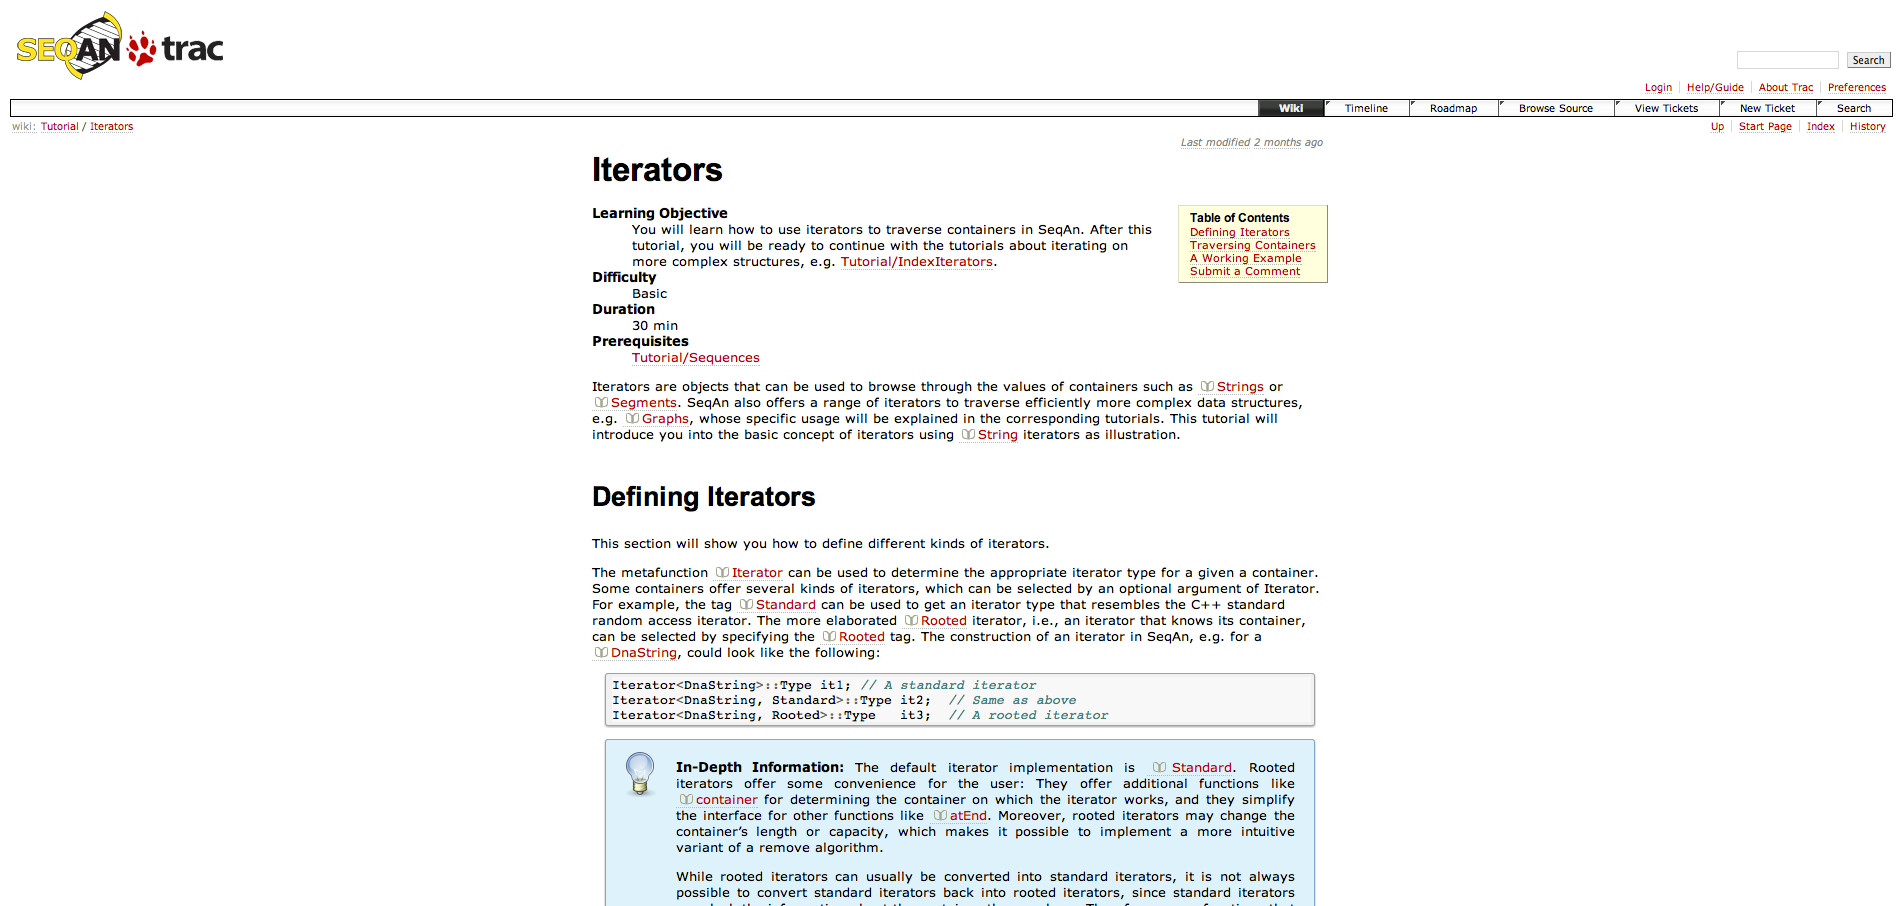 SEQAN trac
Search
Login Help/Guide About Trac Preferences
Wiki Timeline Roadmap Browse Source View Tickets New Ticket Search
wiki: Tutorial / Iterators
Up Start Page Index History
Last modified 2 months ago
Iterators
Learning Objective
You will learn how to use iterators to traverse containers in SeqAn. After this
tutorial, you will be ready to continue with the tutorials about iterating on
more complex structures, e.g. Tutorial/IndexIterators.
Difficulty
Basic
Duration
30 min
Prerequisites
Tutorial/Sequences
Table of Contents
Defining Iterators
Traversing Containers
A Working Example
Submit a Comment
Iterators are objects that can be used to browse through the values of containers such as Strings or
Segments. SeqAn also offers a range of iterators to traverse efficiently more complex data structures,
e.g. Graphs, whose specific usage will be explained in the corresponding tutorials. This tutorial will
introduce you into the basic concept of iterators using String iterators as illustration.
Defining Iterators
This section will show you how to define different kinds of iterators.
The metafunction Iterator can be used to determine the appropriate iterator type for a given a container.
Some containers offer several kinds of iterators, which can be selected by an optional argument of Iterator.
For example, the tag Standard can be used to get an iterator type that resembles the C++ standard
random access iterator. The more elaborated Rooted iterator, i.e., an iterator that knows its container,
can be selected by specifying the Rooted tag. The construction of an iterator in SeqAn, e.g. for a
DnaString, could look like the following:
Iterator<DnaString>::Type it1; // A standard iterator
Iterator<DnaString, Standard>::Type it2;  // Same as above
Iterator<DnaString, Rooted>::Type   it3;  // A rooted iterator
In-Depth Information: The default iterator implementation is Standard. Rooted
iterators offer some convenience for the user: They offer additional functions like
container for determining the container on which the iterator works, and they simplify
the interface for other functions like atEnd. Moreover, rooted iterators may change the
container's length or capacity, which makes it possible to implement a more intuitive
variant of a remove algorithm.
While rooted iterators can usually be converted into standard iterators, it is not always
possible to convert standard iterators back into rooted iterators, since standard iterators